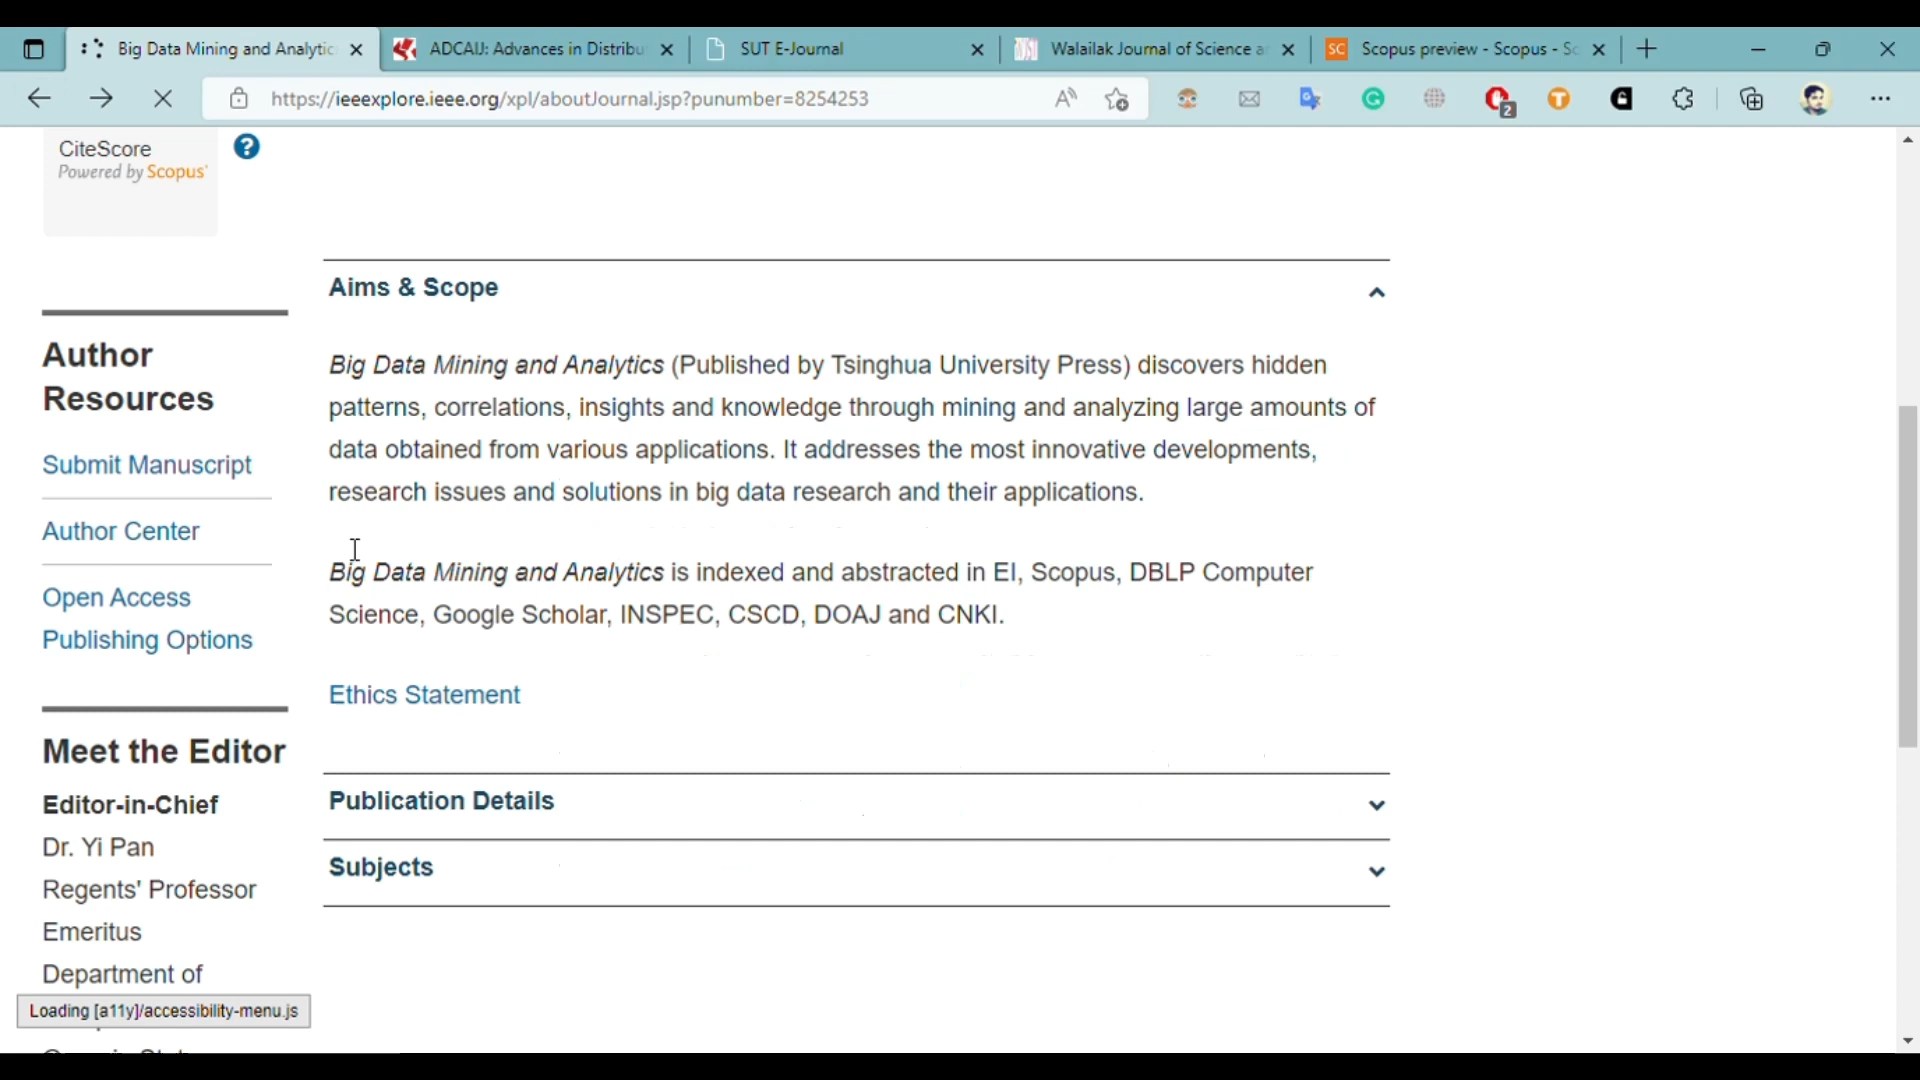 Big Data Mining and Analytic
ADCAIJ: Advances in Distribu
SUT E-Journal
Walailak Journal of Science a
SC
Scopus preview - Scopus - Sc
https://ieeexplore.ieee.org/xpl/aboutJournal.jsp?punumber=8254253
2
CiteScore
Powered by Scopus
?
Aims & Scope
Author
Resources
Submit Manuscript
Author Center
Open Access
Publishing Options
Big Data Mining and Analytics (Published by Tsinghua University Press) discovers hidden
patterns, correlations, insights and knowledge through mining and analyzing large amounts of
data obtained from various applications. It addresses the most innovative developments,
research issues and solutions in big data research and their applications.
Big Data Mining and Analytics is indexed and abstracted in EI, Scopus, DBLP Computer
Science, Google Scholar, INSPEC, CSCD, DOAJ and CNKI.
Ethics Statement
Publication Details
Subjects
Meet the Editor
Editor-in-Chief
Dr. Yi Pan
Regents' Professor
Emeritus
Department of
Loading [a11y]/accessibility-menu.js